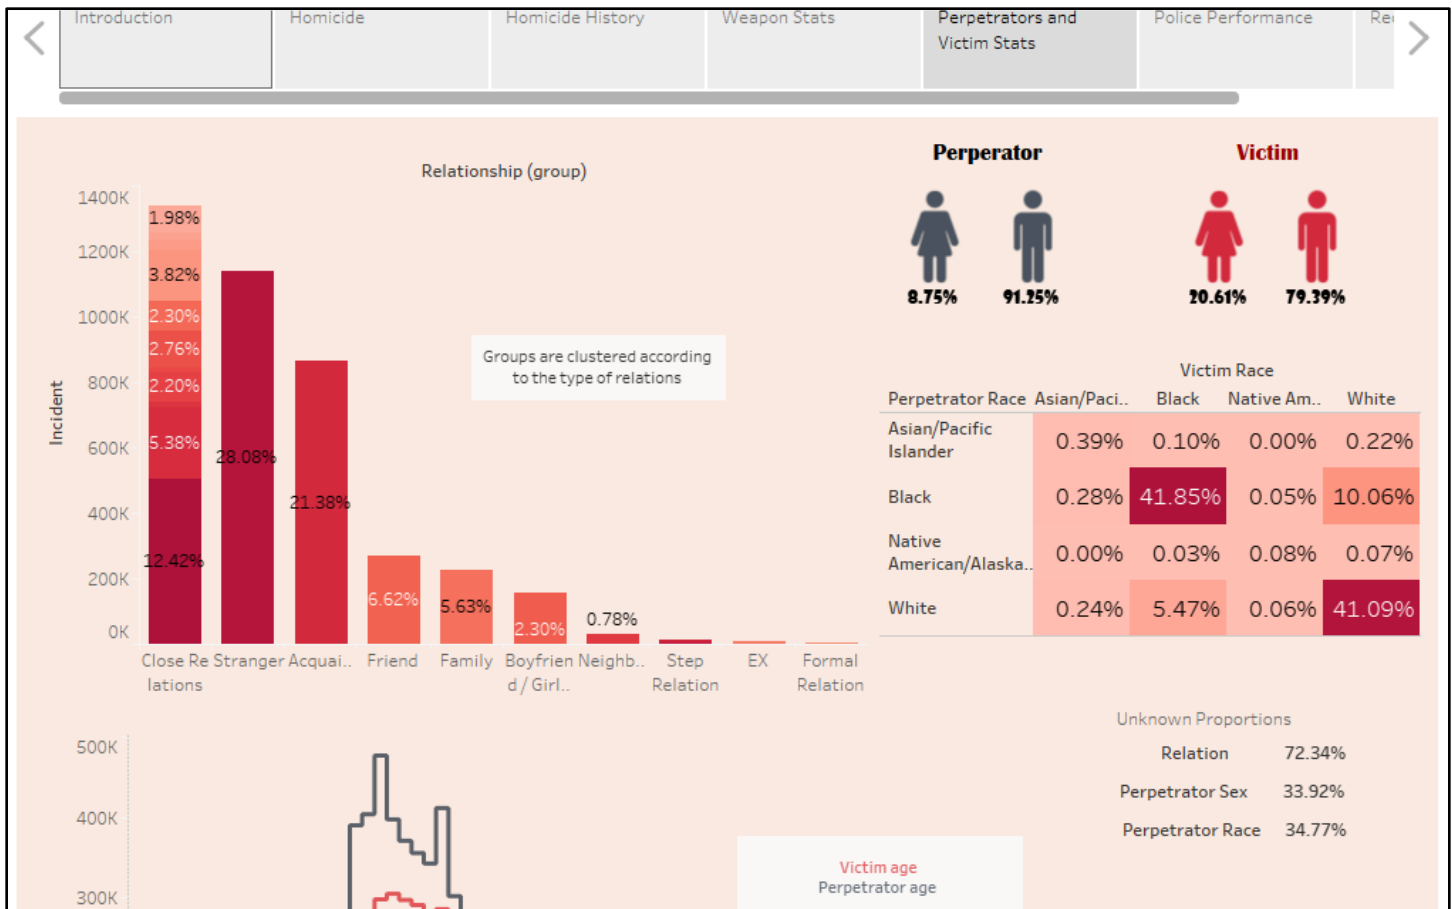 Introduction
Homicide
Homicide History
Weapon Stats
Perpetrators and
Victim Stats
Police Performance
Relationship (group)
1400K
1200K
1000K
800K
600K
400K
200K
0K
Incident
1.98%
3.82%
2.30%
2.76%
2.20%
5.38%
12.42%
28.08%
21.38%
6.62%
5.63%
2.30%
0.78%
Close Re
lations
Stranger
Acquai..
Friend
Family
Boyfrien
d / Girl..
Neighb..
Step
Relation
EX
Formal
Relation
Groups are clustered according
to the type of relations
Perperator
Victim
8.75%
91.25%
20.61%
79.39%
Victim Race
Perpetrator Race Asian/Paci.. Black Native Am.. White
Asian/Pacific
Islander
0.39% 0.10% 0.00% 0.22%
Black 0.28% 41.85% 0.05% 10.06%
Native
American/Alaska..
0.00% 0.03% 0.08% 0.07%
White 0.24% 5.47% 0.06% 41.09%
Unknown Proportions
Relation 72.34%
Perpetrator Sex 33.92%
Perpetrator Race 34.77%
500K
400K
300K
Victim age
Perpetrator age